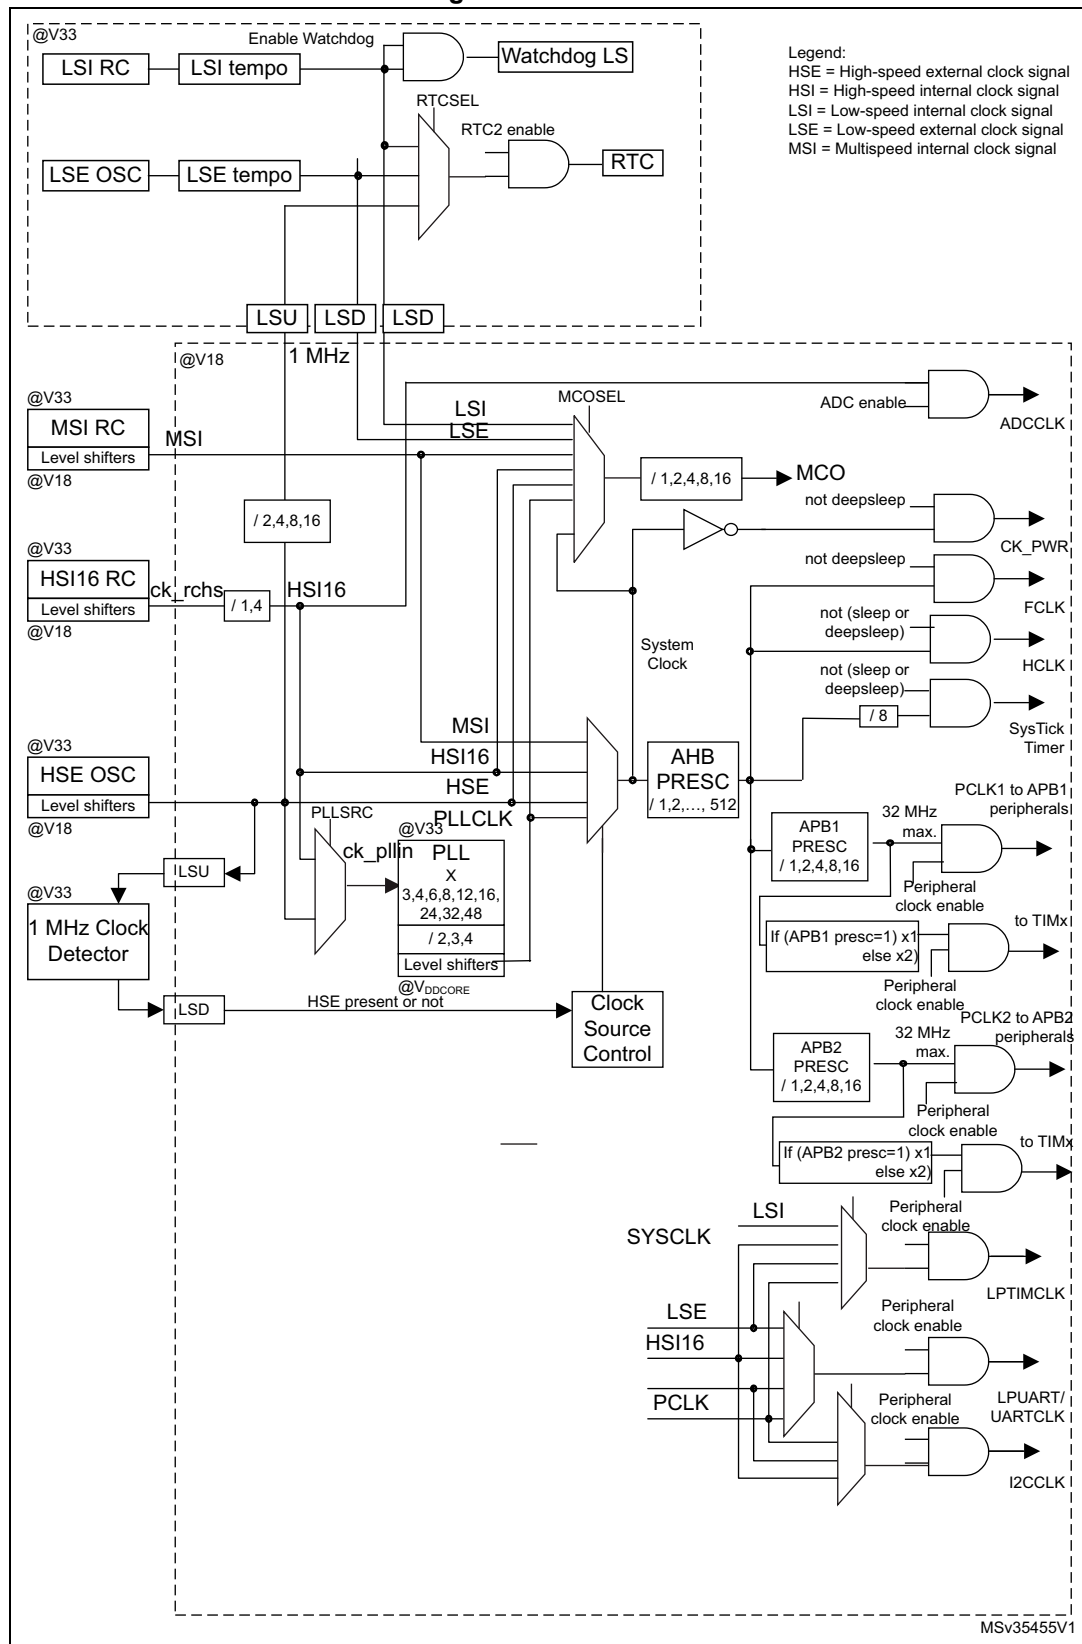 @V33
Enable Watchdog
LSI RC
LSI tempo
Watchdog LS
Legend:
HSE = High-speed external clock signal
HSI = High-speed internal clock signal
LSI = Low-speed internal clock signal
LSE = Low-speed external clock signal
MSI = Multispeed internal clock signal
RTCSEL
RTC2 enable
LSE OSC
LSE tempo
RTC
LSU
LSD
LSD
@V18
1 MHz
@V33
MSI RC
Level shifters
@V18
MSI
LSI
LSE
MCOSEL
ADC enable
ADCCLK
/ 1,2,4,8,16
MCO
/ 2,4,8,16
not deepsleep
CK_PWR
@V33
HSI16 RC
Level shifters
@V18
ck_rchs
/ 1,4
HSI16
not deepsleep
FCLK
not (sleep or
deepsleep)
HCLK
System
Clock
not (sleep or
deepsleep)
/ 8
SysTick
Timer
MSI
HSI16
HSE
PLLCLK
@V33
HSE OSC
Level shifters
@V18
AHB
PRESC
/ 1,2,..., 512
PCLK1 to APB1
peripherals
32 MHz
max.
APB1
PRESC
/ 1,2,4,8,16
Peripheral
clock enable
PLLSRC
ck_pllin
@V33
PLL
X
3,4,6,8,12,16,
24,32,48
/ 2,3,4
Level shifters
@VDDCORE
LSU
@V33
1 MHz Clock
Detector
LSD
HSE present or not
Clock
Source
Control
to TIMx
If (APB1 presc=1) x1
else x2)
Peripheral
clock enable
PCLK2 to APB2
peripherals
32 MHz
max.
APB2
PRESC
/ 1,2,4,8,16
Peripheral
clock enable
to TIMx
If (APB2 presc=1) x1
else x2)
Peripheral
clock enable
LSI
SYSCLK
LPTIMCLK
LSE
HSI16
PCLK
Peripheral
clock enable
LPUART/
UARTCLK
Peripheral
clock enable
I2CCLK
MSv35455V1